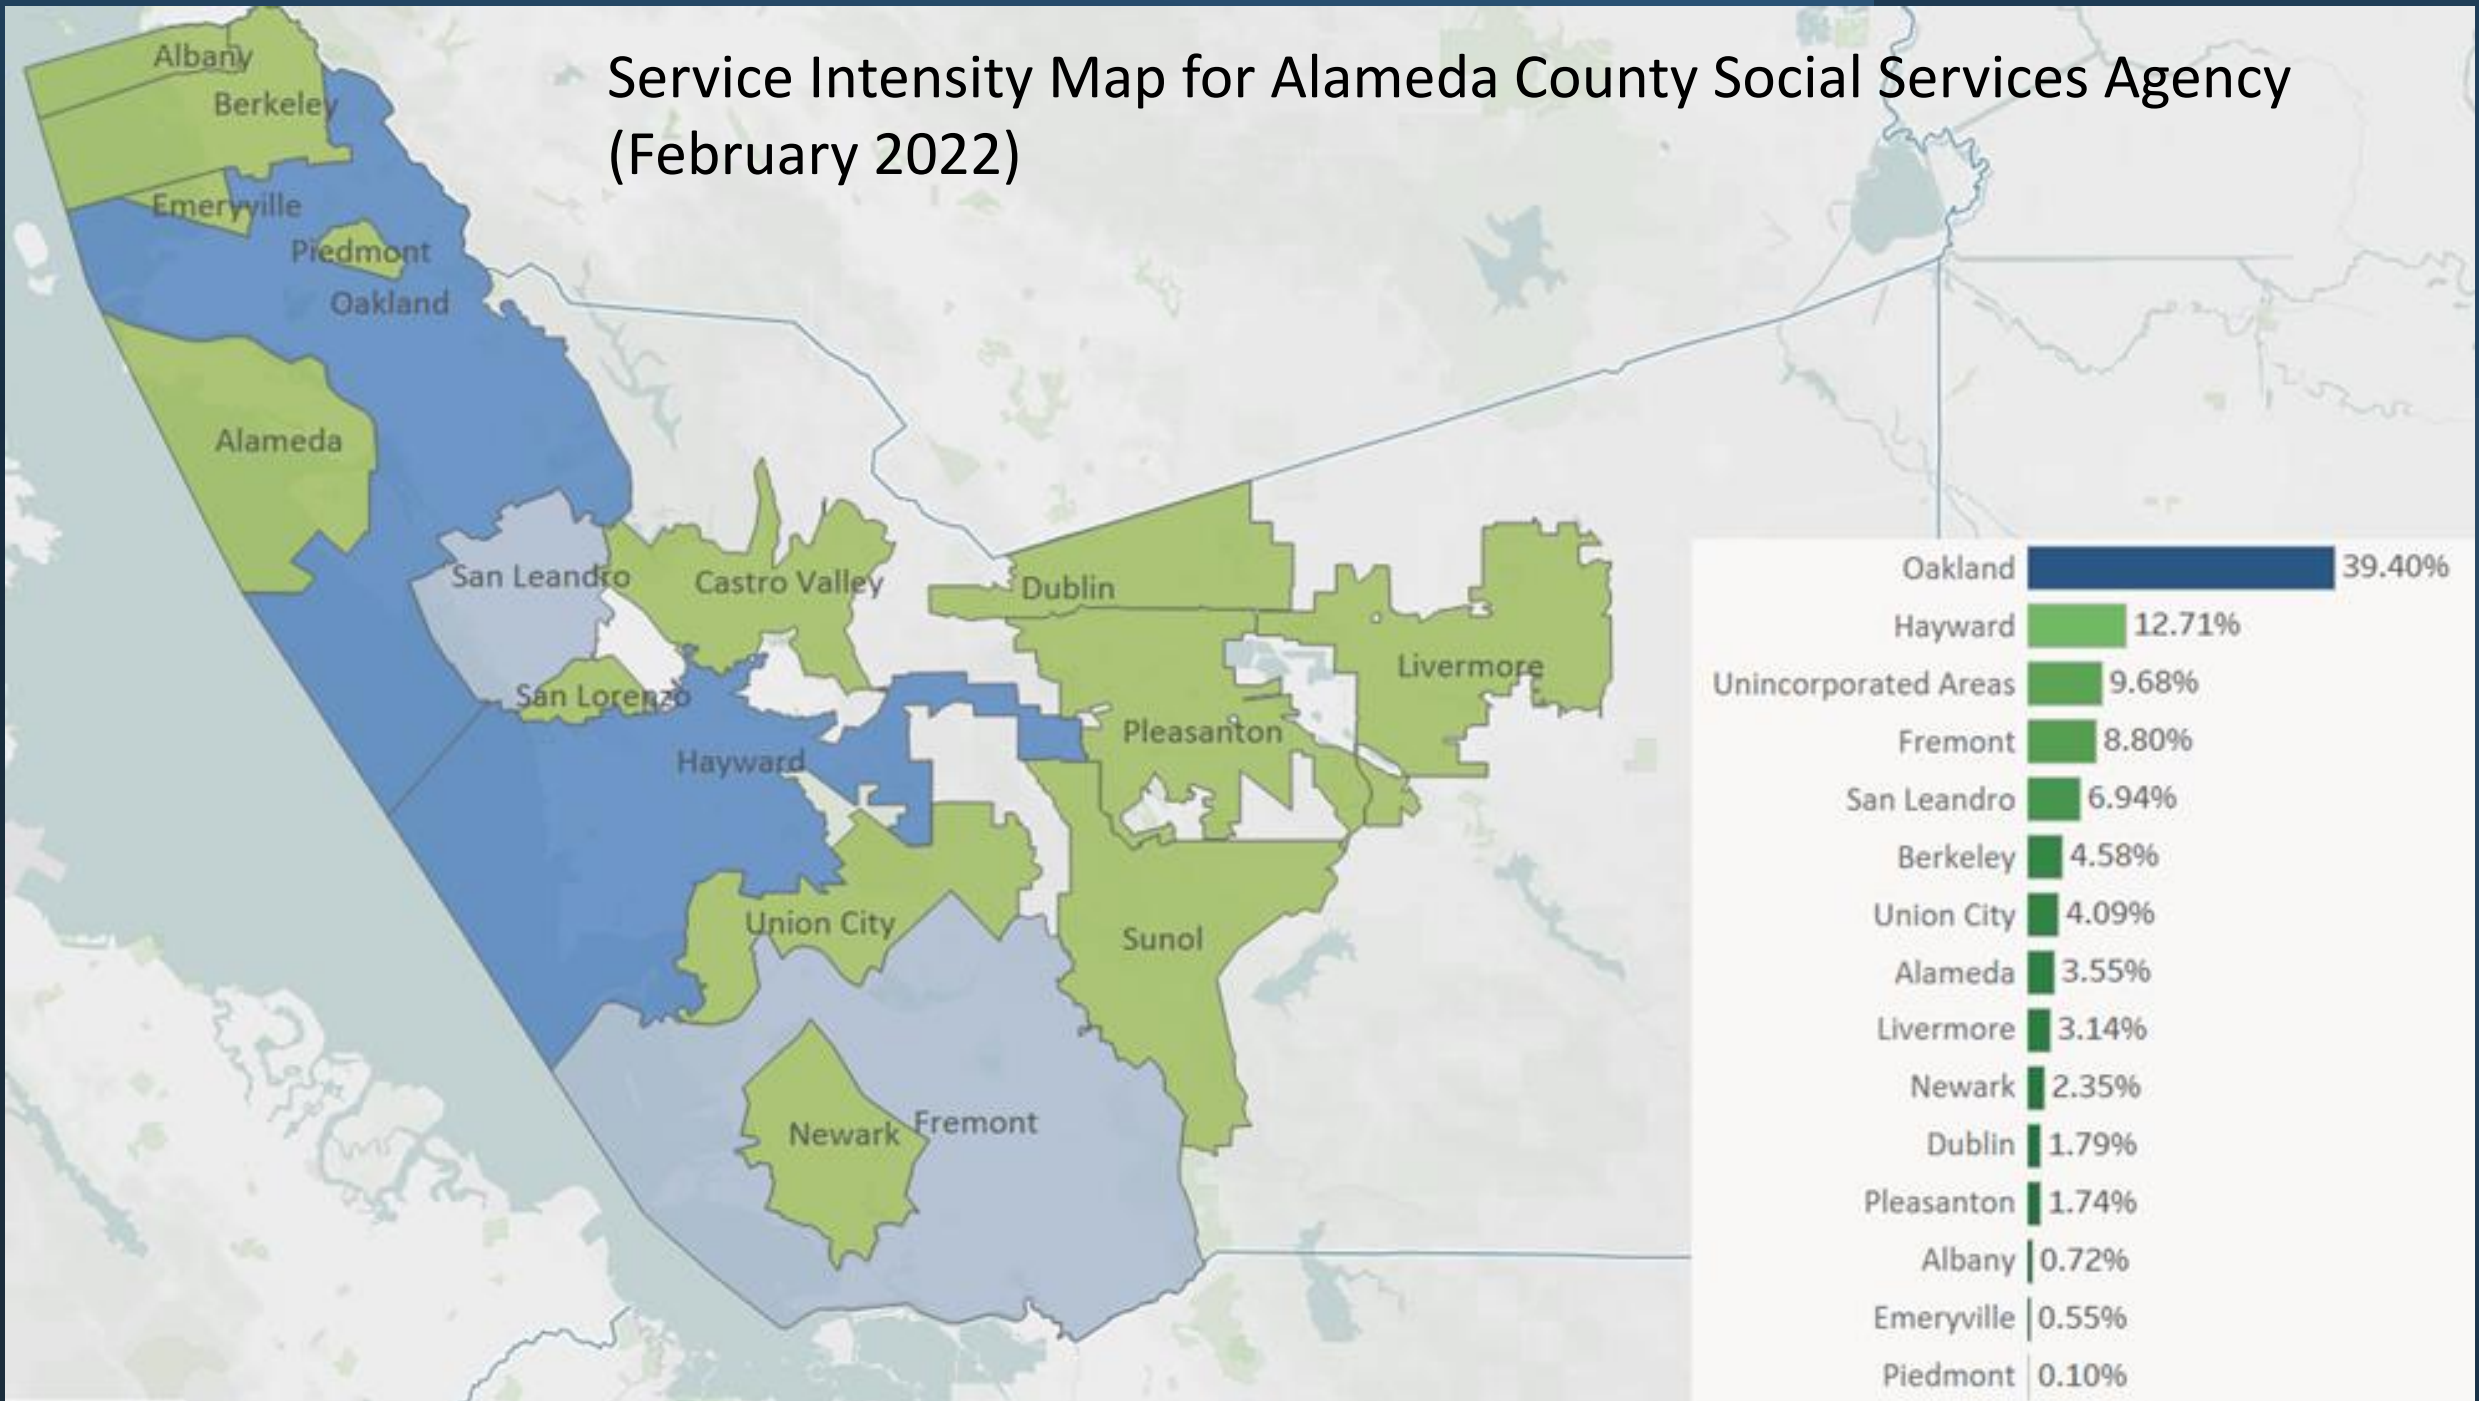 Service Intensity Map for Alameda County Social Services Agency
(February 2022)
Albany
Berkeley
Emeryville
Piedmont
Oakland
Alameda
San Leandro
Castro Valley
Dublin
San Lorenzo
Livermore
Hayward
Pleasanton
Union City
Sunol
Newark
Fremont
Oakland 39.40%
Hayward 12.71%
Unincorporated Areas 9.68%
Fremont 8.80%
San Leandro 6.94%
Berkeley 4.58%
Union City 4.09%
Alameda 3.55%
Livermore 3.14%
Newark 2.35%
Dublin 1.79%
Pleasanton 1.74%
Albany 0.72%
Emeryville 0.55%
Piedmont 0.10%